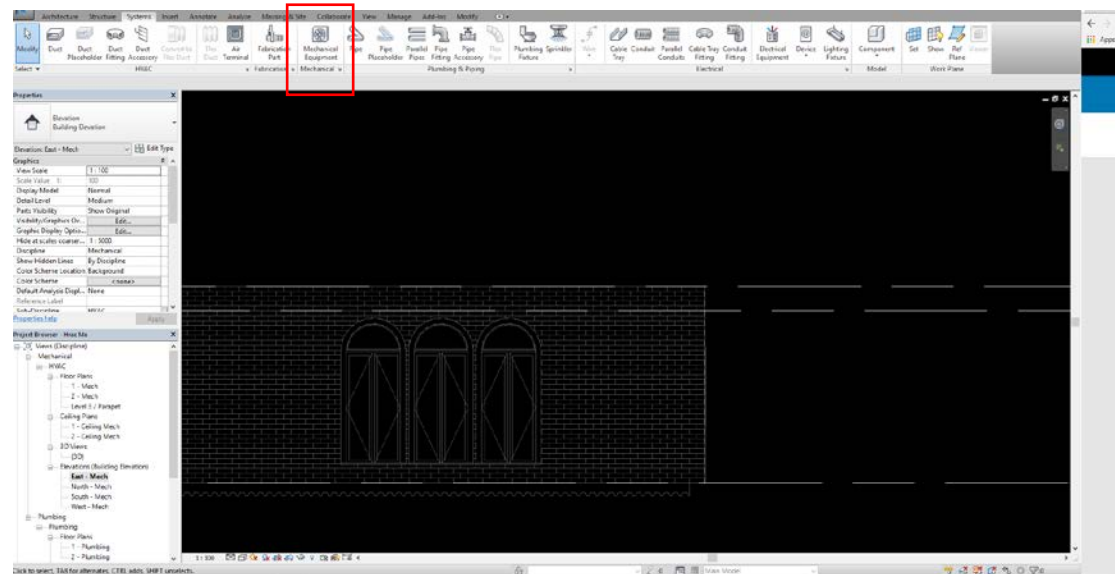 Architecture Structure Systems Insert Annotate Analyze Massing & Site Collaborate View Manage Add-Ins Modify
Modify Duct Duct Placeholder Duct Fitting Duct Accessory Air Terminal Fabrication Part Mechanical Equipment Pipe Pipe Placeholder Parallel Pipes Pipe Fitting Pipe Accessory Plumbing Fixture Sprinkler Wire Cable Tray Conduit Parallel Conduits Cable Tray Fitting Conduit Fitting Electrical Equipment Device Lighting Fixture Component Set Show Ref Plane Viewer
Select HVAC Fabrication Mechanical Plumbing & Piping Electrical Model Work Plane
Properties
Elevation
Building Elevation
Elevation: East - Mech Edit Type
Graphics
View Scale 1 : 100
Scale Value 1: 100
Display Model Normal
Detail Level Medium
Parts Visibility Show Original
Visibility/Graphics Ov... Edit...
Graphic Display Optio... Edit...
Hide at scales coarser... 1 : 5000
Discipline Mechanical
Show Hidden Lines By Discipline
Color Scheme Location Background
Color Scheme <none>
Default Analysis Displ... None
Reference Label
Sub-Discipline HVAC
Properties help Apply
Project Browser -
Views (Discipline)
Mechanical
HVAC
Floor Plans
1 - Mech
2 - Mech
Level 3 / Parapet
Ceiling Plans
1 - Ceiling Mech
2 - Ceiling Mech
3D Views
{3D}
Elevations (Building Elevation)
East - Mech
North - Mech
South - Mech
West - Mech
Plumbing
Plumbing
Floor Plans
1 - Plumbing
2 - Plumbing
1 : 100
Click to select, TAB for alternates, CTRL adds, SHIFT unselects.
Main Model